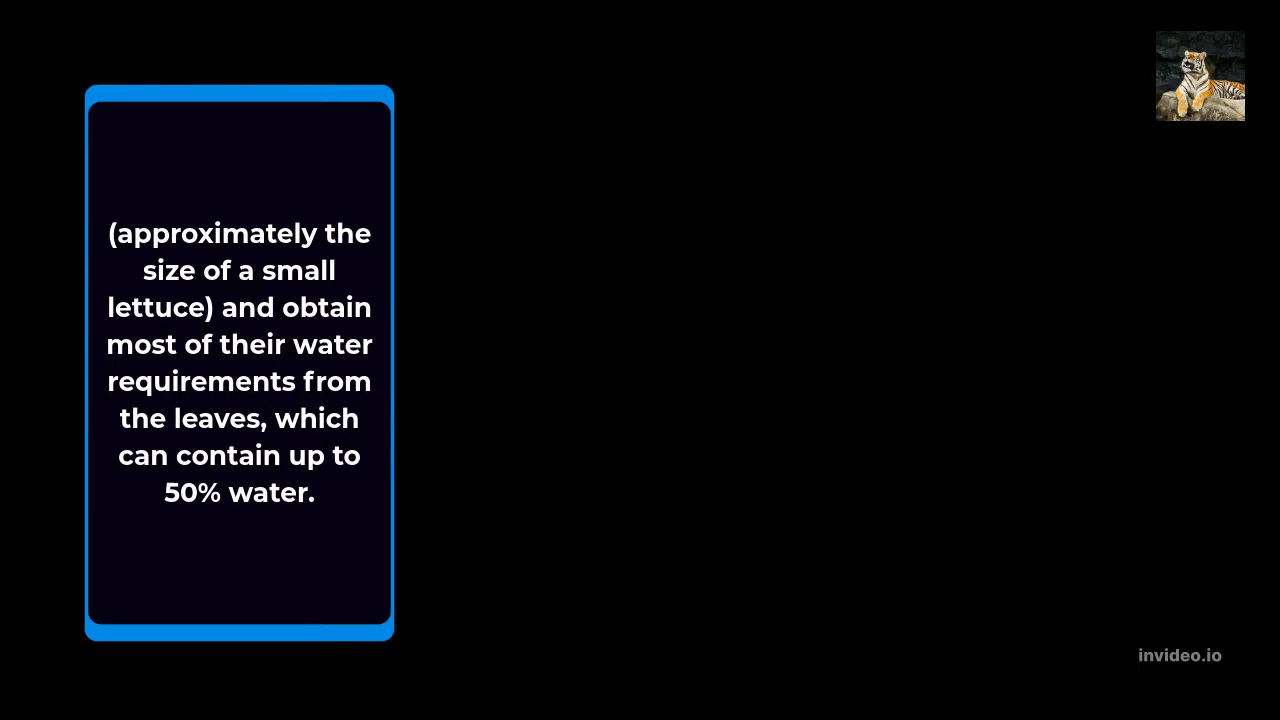 (approximately the
size of a small
lettuce) and obtain
most of their water
requirements from
the leaves, which
can contain up to
50% water.
invideo.io